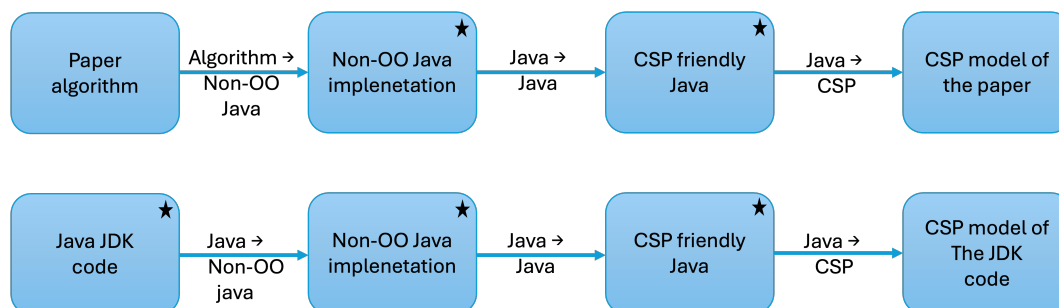 Paper
algorithm
Algorithm →
Non-OO
Java
Non-OO Java
implenetation
Java →
Java
CSP friendly
Java
Java →
CSP
CSP model of
the paper
Java JDK
code
Java →
Non-OO
java
Non-OO Java
implenetation
Java →
Java
CSP friendly
Java
Java →
CSP
CSP model of
The JDK
code